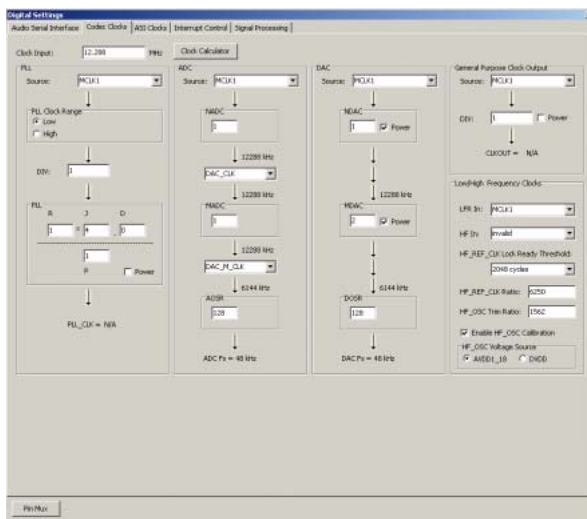 Digital Settings
Audio Serial Interface
Codec Clocks
ASI Clocks
Interrupt Control
Signal Processing
Clock Input:
12.288
MHz
Clock Calculator
PLL
Source:
MCLK1
PLL Clock Range
Low
High
DIV:
1
PLL
R
J
D
1
×
4
.
0
1
P
Power
PLL_CLK = N/A
ADC
Source:
MCLK1
NADC
1
12288 kHz
DAC_CLK
12288 kHz
MADC
1
12288 kHz
DAC_M_CLK
6144 kHz
AOSR
128
ADC Fs = 48 kHz
DAC
Source:
MCLK1
NDAC
1
Power
12288 kHz
MDAC
2
Power
6144 kHz
DOSR
128
DAC Fs = 48 kHz
General Purpose Clock Output
Source:
MCLK1
DIV:
1
Power
CLKOUT = N/A
Low/High Frequency Clocks
LFR In:
MCLK1
HF In:
invalid
HF_REF_CLK Lock Ready Threshold:
2048 cycles
HF_REF_CLK Ratio:
6250
HF_OSC Trim Ratio:
1562
Enable HF_OSC Calibration
HF_OSC Voltage Source
AVDD1_18
DVDD
Pin Mux